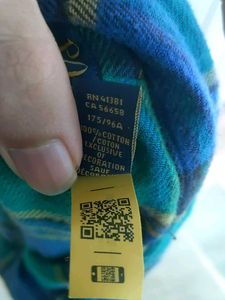 RN 41381
CA 56658
175/96A
100% COTTON
/COTON
EXCLUSIVE
OF
DECORATION
SAUF